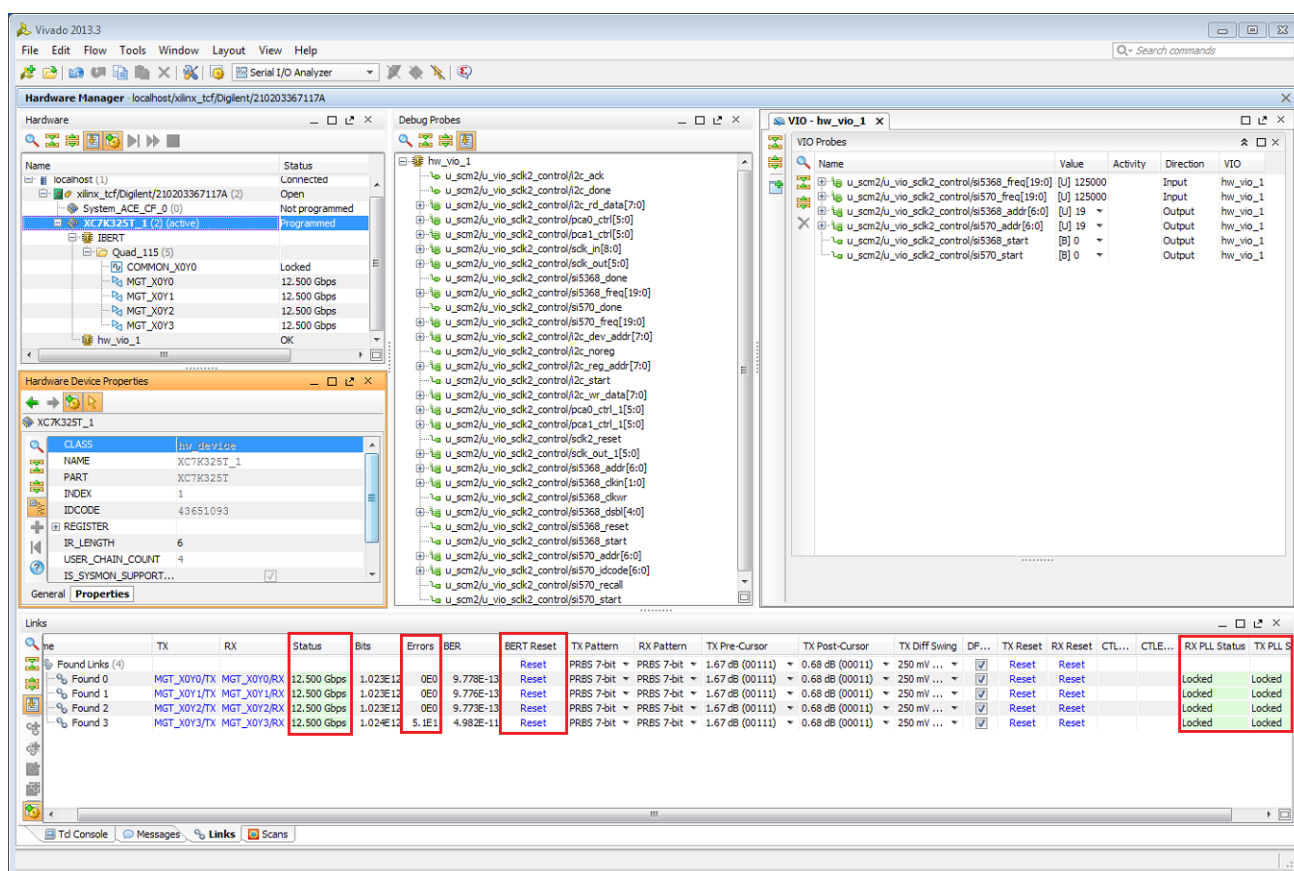 Vivado 2013.3
File Edit Flow Tools Window Layout View Help
Search commands
Serial I/O Analyzer
Hardware Manager - localhost/xilinx_tcf/Digilent/210203367117A
Hardware
Name Status
localhost (1) Connected
xilinx_tcf/Digilent/210203367117A (2) Open
System_ACE_CF_0 (0) Not programmed
XC7K325T_1 (2) (active) Programmed
IBERT
Quad_115 (5)
COMMON_X0Y0 Locked
MGT_X0Y0 12.500 Gbps
MGT_X0Y1 12.500 Gbps
MGT_X0Y2 12.500 Gbps
MGT_X0Y3 12.500 Gbps
hw_vio_1 OK
Hardware Device Properties
XC7K325T_1
CLASS hw_device
NAME XC7K325T_1
PART XC7K325T
INDEX 1
IDCODE 43651093
REGISTER
IR_LENGTH 6
USER_CHAIN_COUNT 4
IS_SYSMON_SUPPORT...
General Properties
Debug Probes
hw_vio_1
u_scm2/u_vio_sclk2_control/i2c_ack
u_scm2/u_vio_sclk2_control/i2c_done
u_scm2/u_vio_sclk2_control/i2c_rd_data[7:0]
u_scm2/u_vio_sclk2_control/pca0_ctrl[5:0]
u_scm2/u_vio_sclk2_control/pca1_ctrl[5:0]
u_scm2/u_vio_sclk2_control/sclk_in[8:0]
u_scm2/u_vio_sclk2_control/sclk_out[5:0]
u_scm2/u_vio_sclk2_control/si5368_done
u_scm2/u_vio_sclk2_control/si5368_freq[19:0]
u_scm2/u_vio_sclk2_control/si570_done
u_scm2/u_vio_sclk2_control/si570_freq[19:0]
u_scm2/u_vio_sclk2_control/i2c_dev_addr[7:0]
u_scm2/u_vio_sclk2_control/i2c_noreg
u_scm2/u_vio_sclk2_control/i2c_reg_addr[7:0]
u_scm2/u_vio_sclk2_control/i2c_start
u_scm2/u_vio_sclk2_control/i2c_wr_data[7:0]
u_scm2/u_vio_sclk2_control/pca0_ctrl_1[5:0]
u_scm2/u_vio_sclk2_control/pca1_ctrl_1[5:0]
u_scm2/u_vio_sclk2_control/sclk2_reset
u_scm2/u_vio_sclk2_control/sclk_out_1[5:0]
u_scm2/u_vio_sclk2_control/si5368_addr[6:0]
u_scm2/u_vio_sclk2_control/si5368_clkin[1:0]
u_scm2/u_vio_sclk2_control/si5368_clkwr
u_scm2/u_vio_sclk2_control/si5368_dsbl[4:0]
u_scm2/u_vio_sclk2_control/si5368_reset
u_scm2/u_vio_sclk2_control/si5368_start
u_scm2/u_vio_sclk2_control/si570_addr[6:0]
u_scm2/u_vio_sclk2_control/si570_idcode[6:0]
u_scm2/u_vio_sclk2_control/si570_recall
u_scm2/u_vio_sclk2_control/si570_start
VIO - hw_vio_1
VIO Probes
Name Value Activity Direction VIO
u_scm2/u_vio_sclk2_control/si5368_freq[19:0] [U] 125000 Input hw_vio_1
u_scm2/u_vio_sclk2_control/si570_freq[19:0] [U] 125000 Input hw_vio_1
u_scm2/u_vio_sclk2_control/si5368_addr[6:0] [U] 19 Output hw_vio_1
u_scm2/u_vio_sclk2_control/si570_addr[6:0] [U] 19 Output hw_vio_1
u_scm2/u_vio_sclk2_control/si5368_start [B] 0 Output hw_vio_1
u_scm2/u_vio_sclk2_control/si570_start [B] 0 Output hw_vio_1
Links
me TX RX Status Bits Errors BER BERT Reset TX Pattern RX Pattern TX Pre-Cursor TX Post-Cursor TX Diff Swing DF... TX Reset RX Reset CTL... CTLE... RX PLL Status TX PLL S
Found Links (4) Reset Reset Reset
Found 0 MGT_X0Y0/TX MGT_X0Y0/RX 12.500 Gbps 1.023E12 0E0 9.778E-13 Reset PRBS 7-bit PRBS 7-bit 1.67 dB (00111) 0.68 dB (00011) 250 mV ... Reset Reset Locked Locked
Found 1 MGT_X0Y1/TX MGT_X0Y1/RX 12.500 Gbps 1.023E12 0E0 9.776E-13 Reset PRBS 7-bit PRBS 7-bit 1.67 dB (00111) 0.68 dB (00011) 250 mV ... Reset Reset Locked Locked
Found 2 MGT_X0Y2/TX MGT_X0Y2/RX 12.500 Gbps 1.023E12 0E0 9.773E-13 Reset PRBS 7-bit PRBS 7-bit 1.67 dB (00111) 0.68 dB (00011) 250 mV ... Reset Reset Locked Locked
Found 3 MGT_X0Y3/TX MGT_X0Y3/RX 12.500 Gbps 1.024E12 5.1E1 4.982E-11 Reset PRBS 7-bit PRBS 7-bit 1.67 dB (00111) 0.68 dB (00011) 250 mV ... Reset Reset Locked Locked
Tcl Console Messages Links Scans